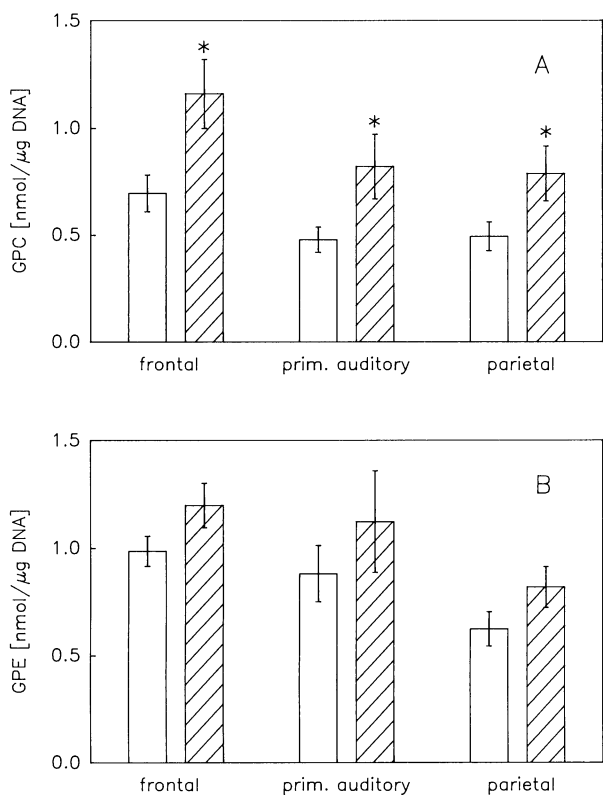 1.5
*
A
*
*
1.0
0.5
0.0
GPC [nmol/μg DNA]
frontal prim. auditory parietal
1.5
B
1.0
0.5
0.0
GPE [nmol/μg DNA]
frontal prim. auditory parietal